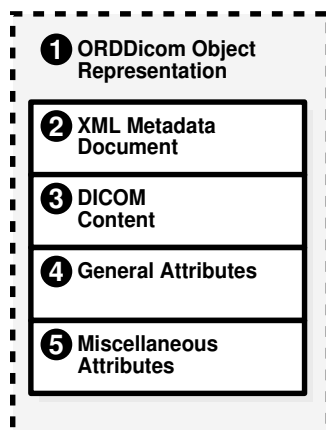 1 ORDDicom Object
Representation
2 XML Metadata
Document
3 DICOM
Content
4 General Attributes
5 Miscellaneous
Attributes